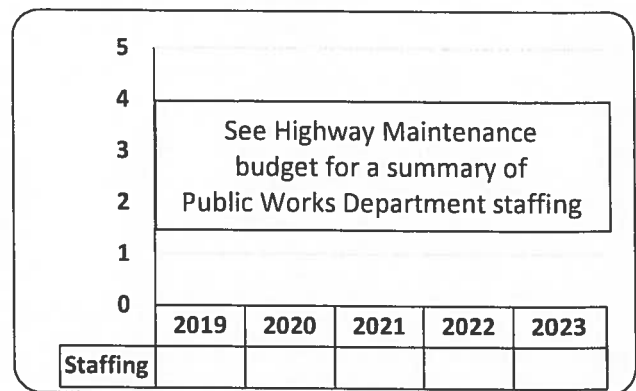 5
4
3
2
1
0
See Highway Maintenance
budget for a summary of
Public Works Department staffing
2019 2020 2021 2022 2023
Staffing